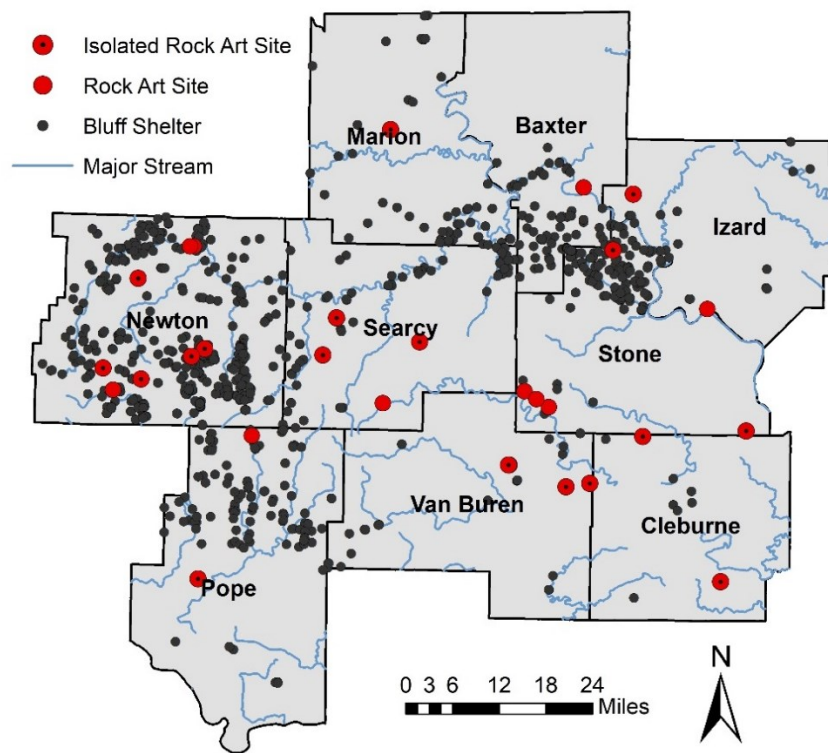 Isolated Rock Art Site
Rock Art Site
Bluff Shelter
Major Stream
Marion
Baxter
Izard
Newton
Searcy
Stone
Van Buren
Cleburne
Pope
N
0 3 6 12 18 24
Miles